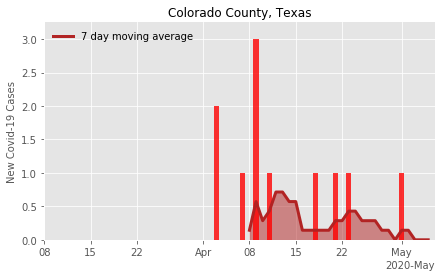 Colorado County, Texas
7 day moving average
New Covid-19 Cases
3.0
2.5
2.0
1.5
1.0
0.5
0.0
08 15 22 Apr 08 15 22 May
2020-May